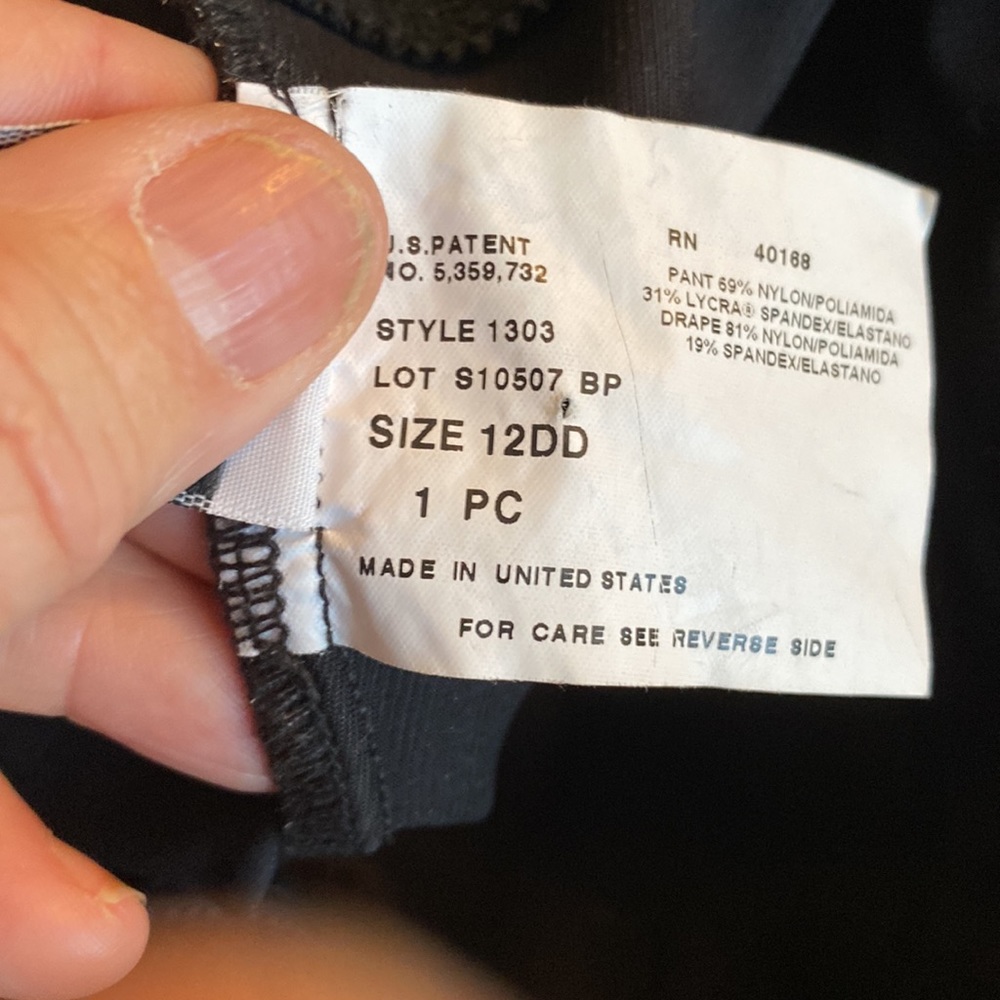 U.S.PATENT
NO. 5,359,732
STYLE 1303
LOT S10507 BP
SIZE 12DD
1 PC
MADE IN UNITED STATES
FOR CARE SEE REVERSE SIDE
RN 40168
PANT 69% NYLON/POLIAMIDA
31% LYCRA® SPANDEX/ELASTANO
DRAPE 81% NYLON/POLIAMIDA
19% SPANDEX/ELASTANO